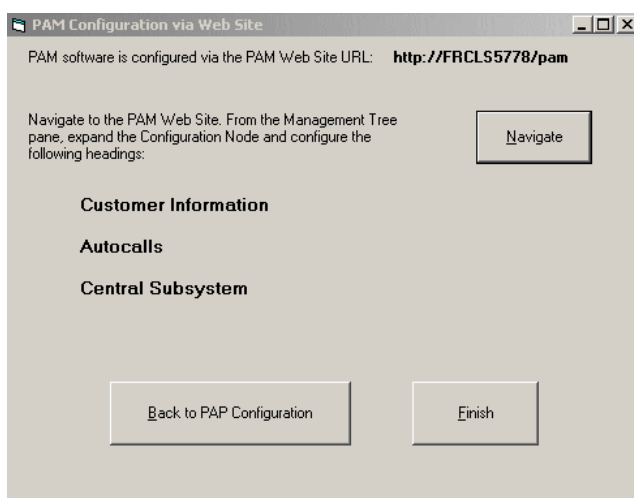 PAM Configuration via Web Site
PAM software is configured via the PAM Web Site URL: http://FRCLS5778/pam
Navigate to the PAM Web Site. From the Management Tree
pane, expand the Configuration Node and configure the
following headings:
Navigate
Customer Information
Autocalls
Central Subsystem
Back to PAP Configuration
Finish